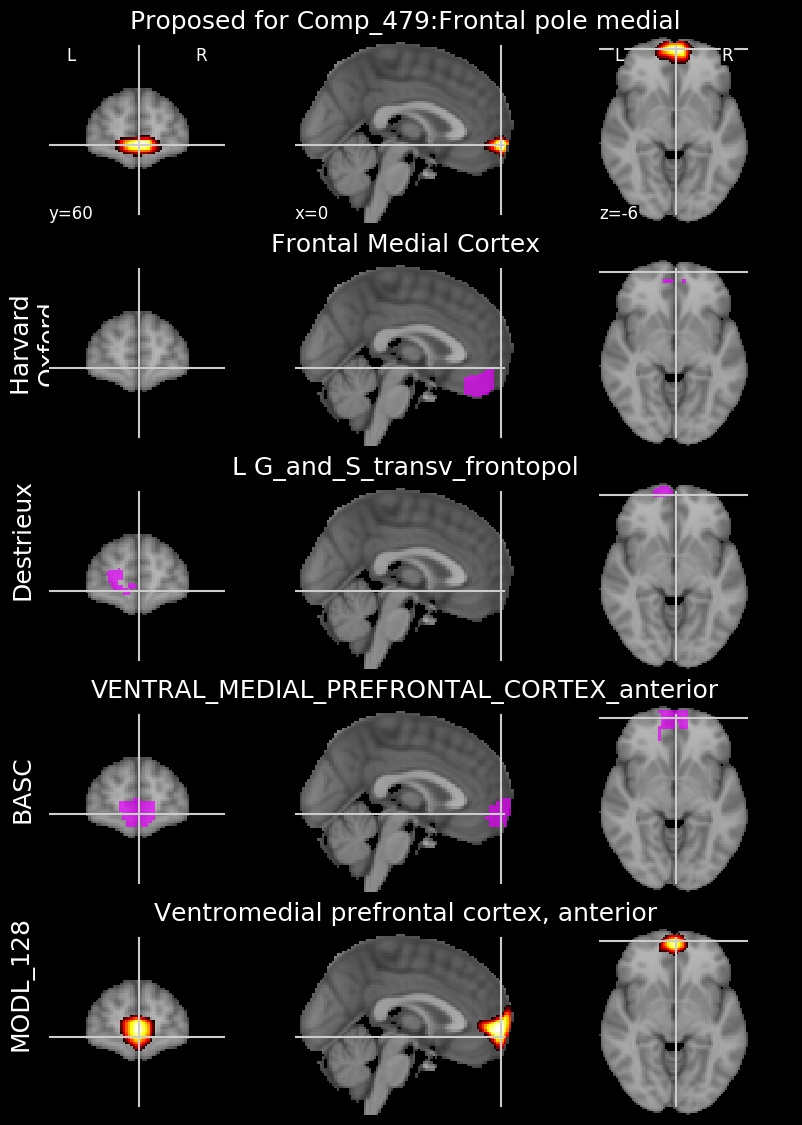 Proposed for Comp_479:Frontal pole medial
L R
L R
y=60 x=0 z=-6
Frontal Medial Cortex
Harvard
L G_and_S_transv_frontopol
Destrieux
VENTRAL_MEDIAL_PREFRONTAL_CORTEX_anterior
BASC
Ventromedial prefrontal cortex, anterior
MODL_128